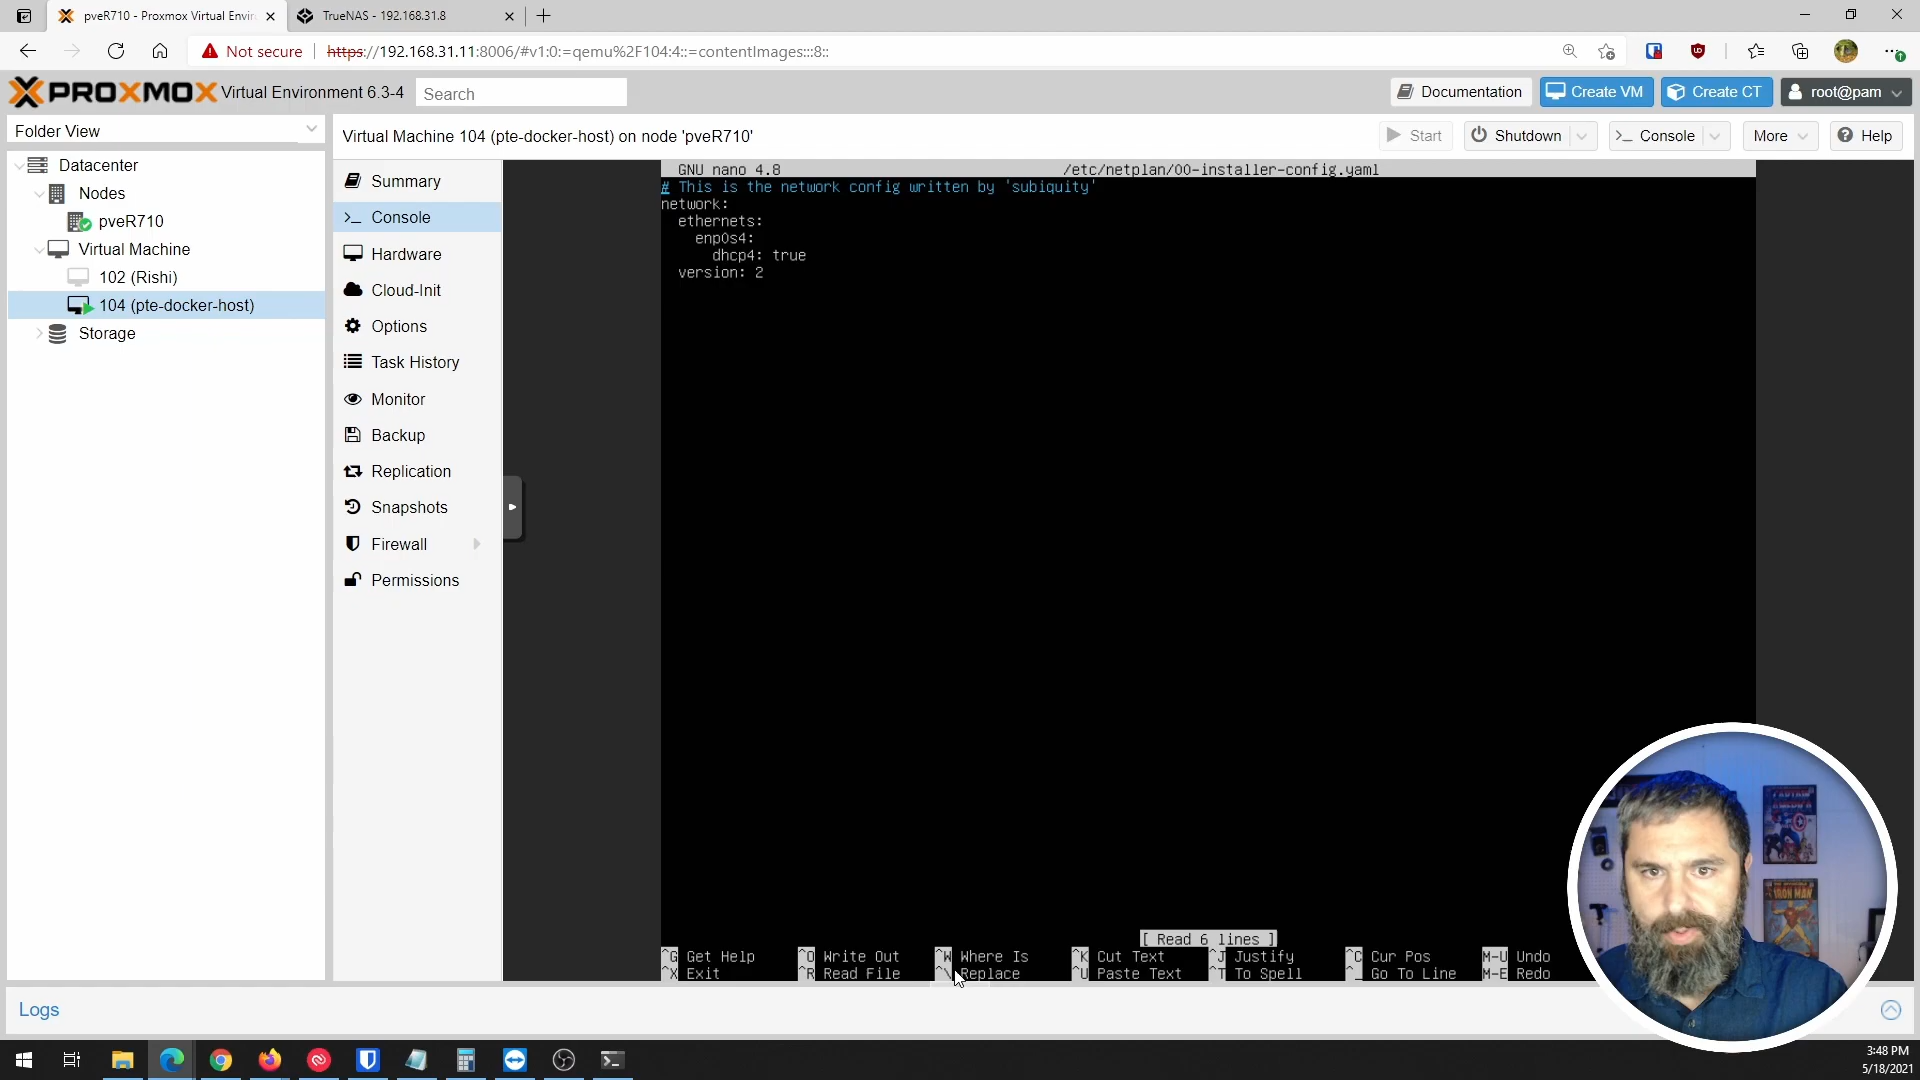 pveR710 - Proxmox Virtual Enviro
TrueNAS - 192.168.31.8
Not secure
https://192.168.31.11:8006/#v1:0:=qemu%2F104:4::=contentImages:::8::
PROXMOX Virtual Environment 6.3-4
Search
Documentation
Create VM
Create CT
root@pam
Folder View
Virtual Machine 104 (pte-docker-host) on node 'pveR710'
Start
Shutdown
Console
More
Help
Datacenter
Nodes
pveR710
Virtual Machine
102 (Rishi)
104 (pte-docker-host)
Storage
Summary
Console
Hardware
Cloud-Init
Options
Task History
Monitor
Backup
Replication
Snapshots
Firewall
Permissions
GNU nano 4.8 /etc/netplan/00-installer-config.yaml
# This is the network config written by 'subiquity'
network:
ethernets:
enp0s4:
dhcp4: true
version: 2
[ Read 6 lines ]
^G Get Help ^O Write Out ^W Where Is ^K Cut Text ^J Justify ^C Cur Pos M-U Undo
^X Exit ^R Read File ^\ Replace ^U Paste Text ^T To Spell ^_ Go To Line M-E Redo
CAPTAIN AMERICA
IRON MAN
Logs
3:48 PM
5/18/2021